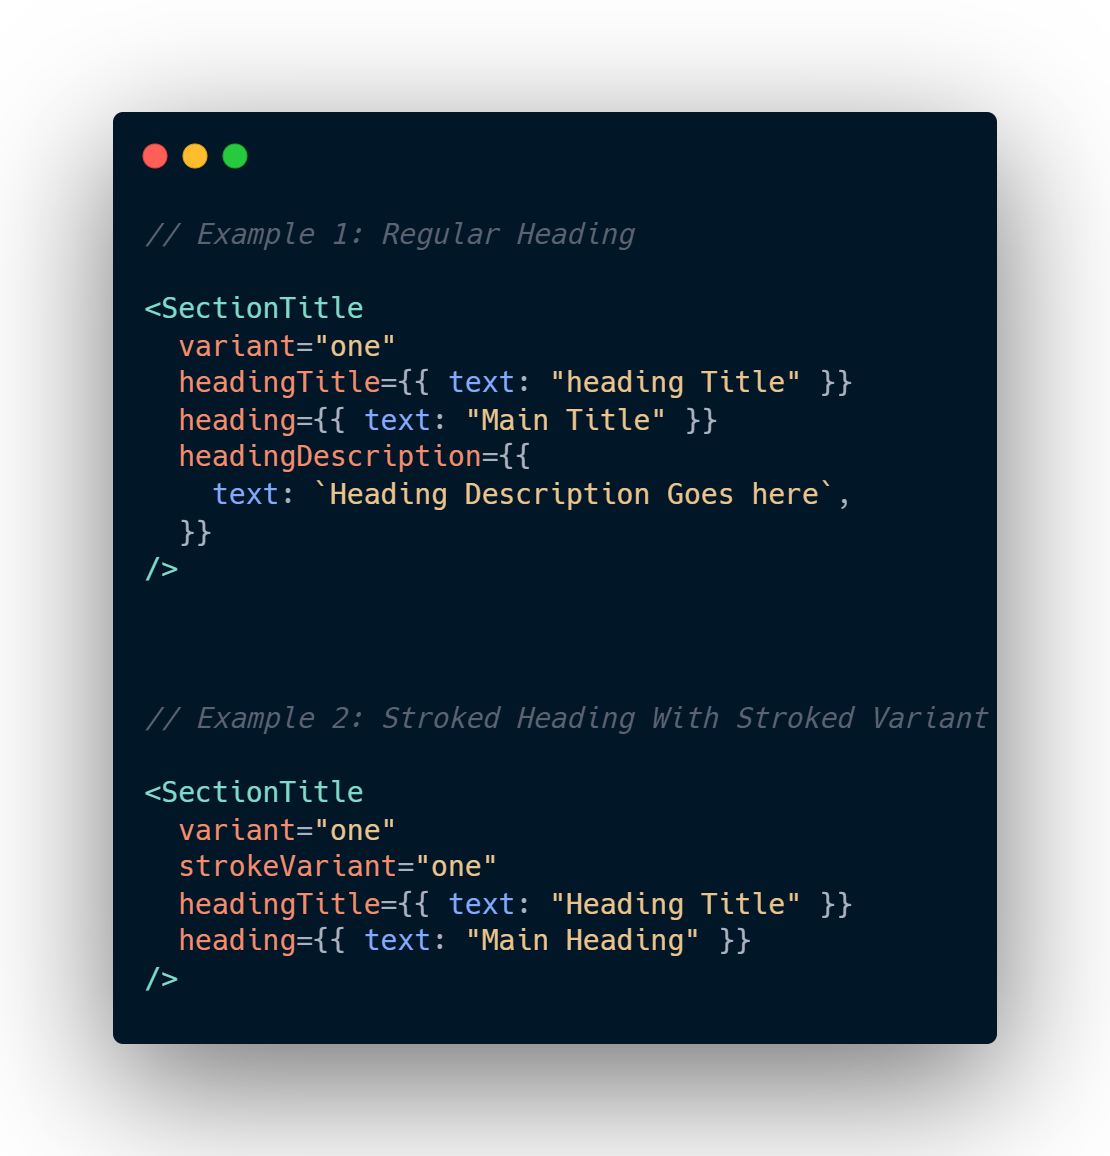 // Example 1: Regular Heading
<SectionTitle
  variant="one"
  headingTitle={{ text: "heading Title" }}
  heading={{ text: "Main Title" }}
  headingDescription={{
    text: `Heading Description Goes here`,
  }}
/>
// Example 2: Stroked Heading With Stroked Variant
<SectionTitle
  variant="one"
  strokeVariant="one"
  headingTitle={{ text: "Heading Title" }}
  heading={{ text: "Main Heading" }}
/>